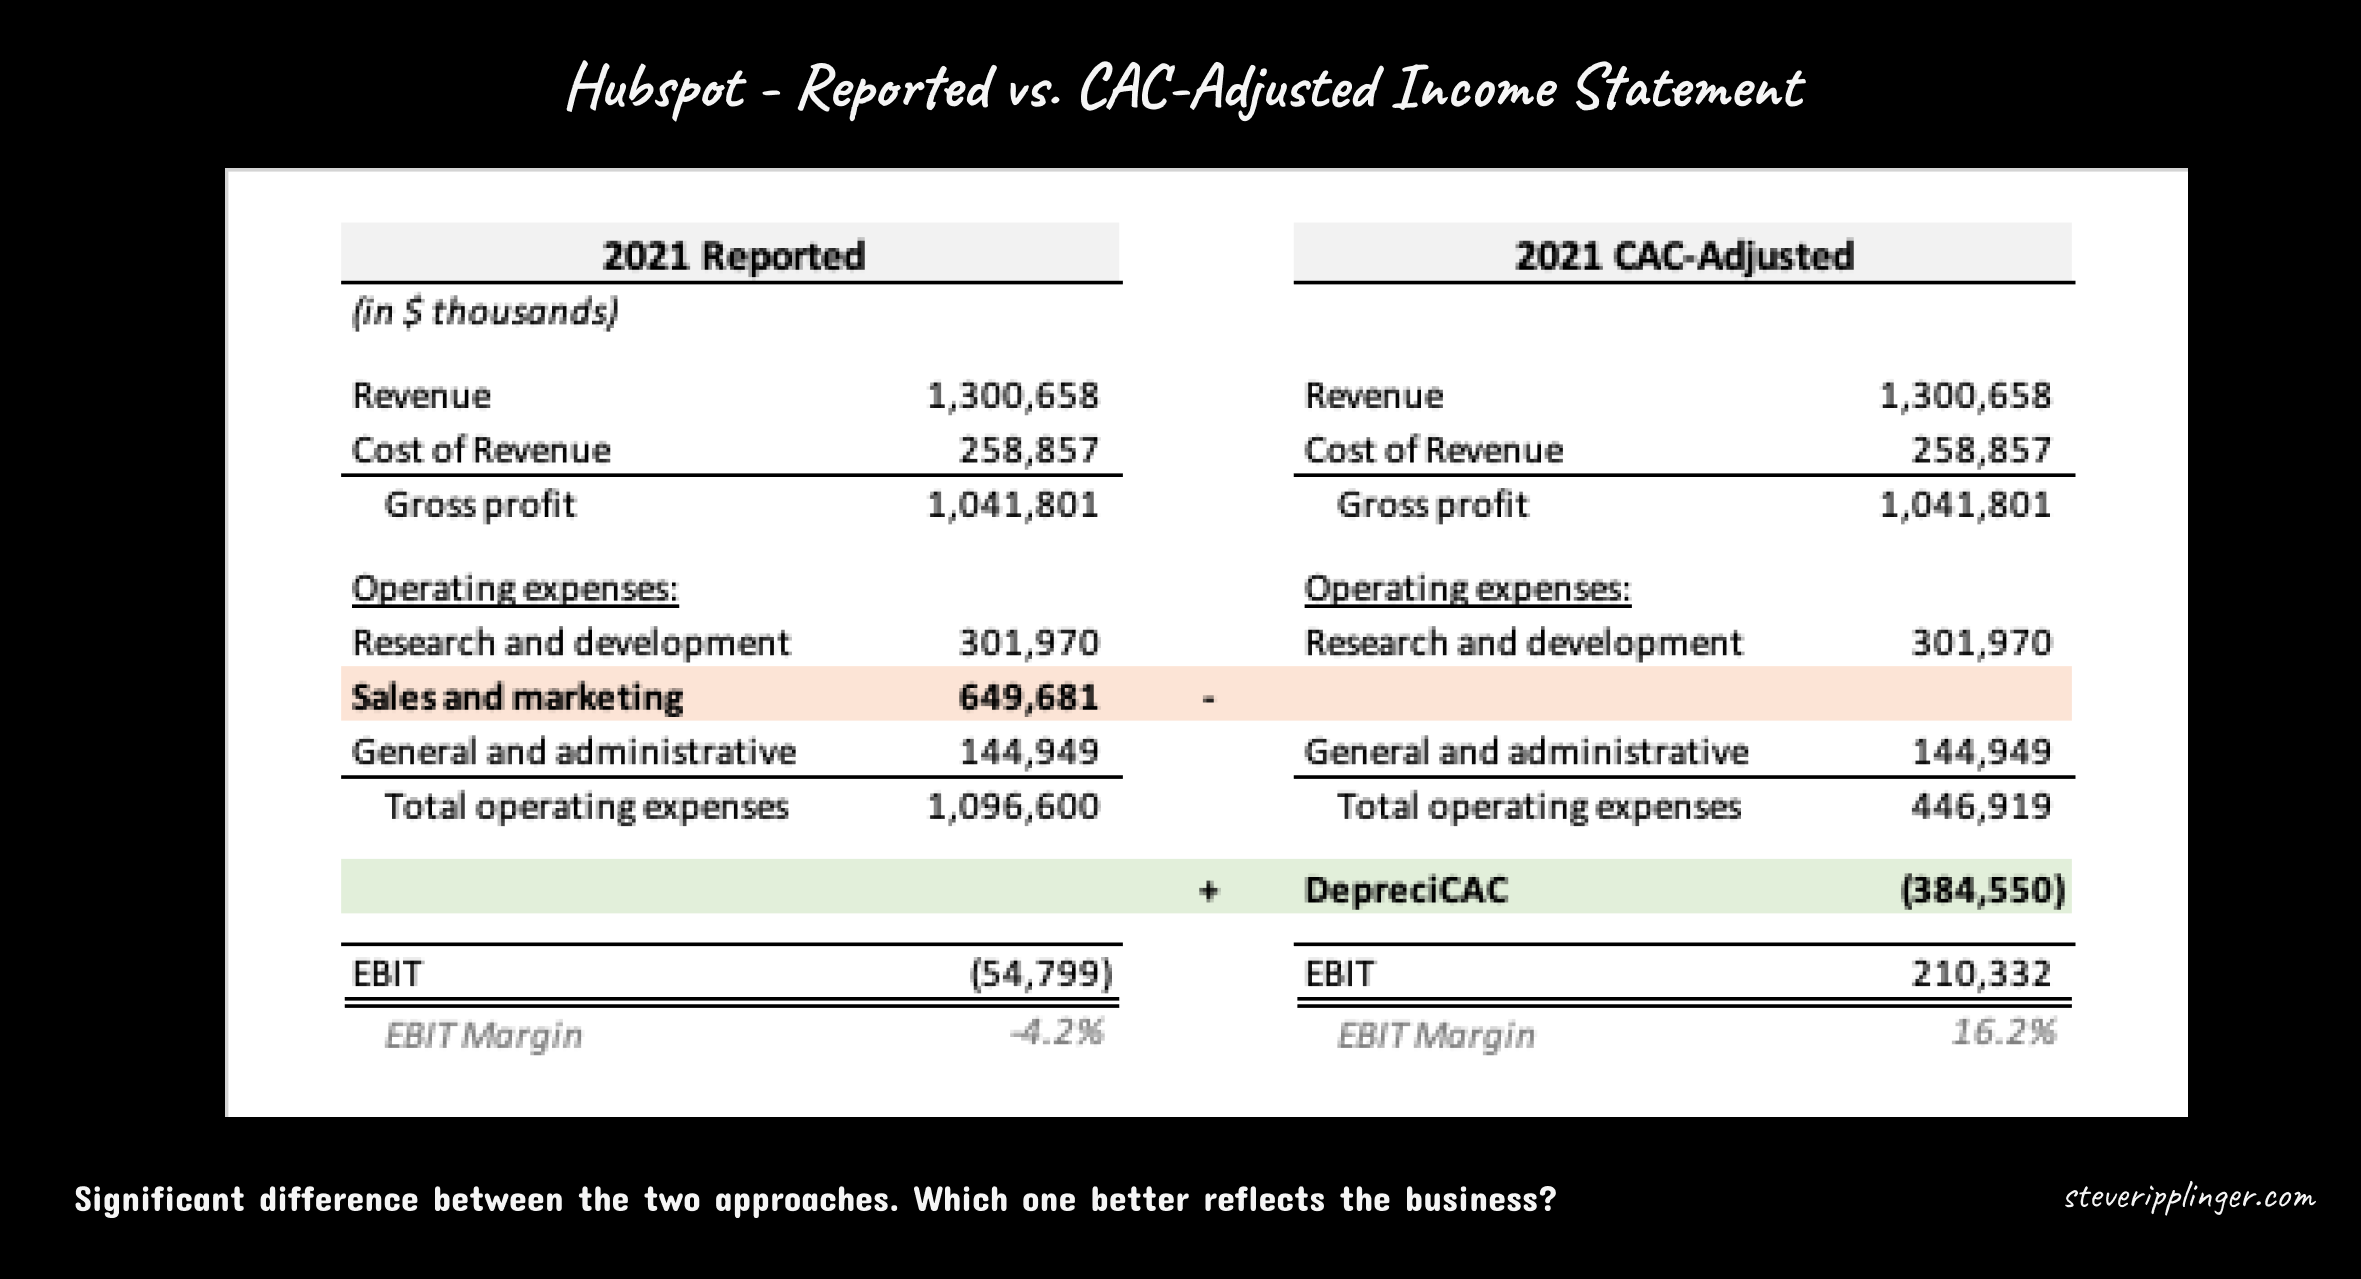 Hubspot - Reported vs. CAC-Adjusted Income Statement
2021 Reported 2021 CAC-Adjusted
(in $ thousands)
Revenue 1,300,658 Revenue 1,300,658
Cost of Revenue 258,857 Cost of Revenue 258,857
Gross profit 1,041,801 Gross profit 1,041,801
Operating expenses: Operating expenses:
Research and development 301,970 Research and development 301,970
Sales and marketing 649,681 -
General and administrative 144,949 General and administrative 144,949
Total operating expenses 1,096,600 Total operating expenses 446,919
+ DepreciCAC (384,550)
EBIT (54,799) EBIT 210,332
EBIT Margin -4.2% EBIT Margin 16.2%
Significant difference between the two approaches. Which one better reflects the business? steveripplinger.com